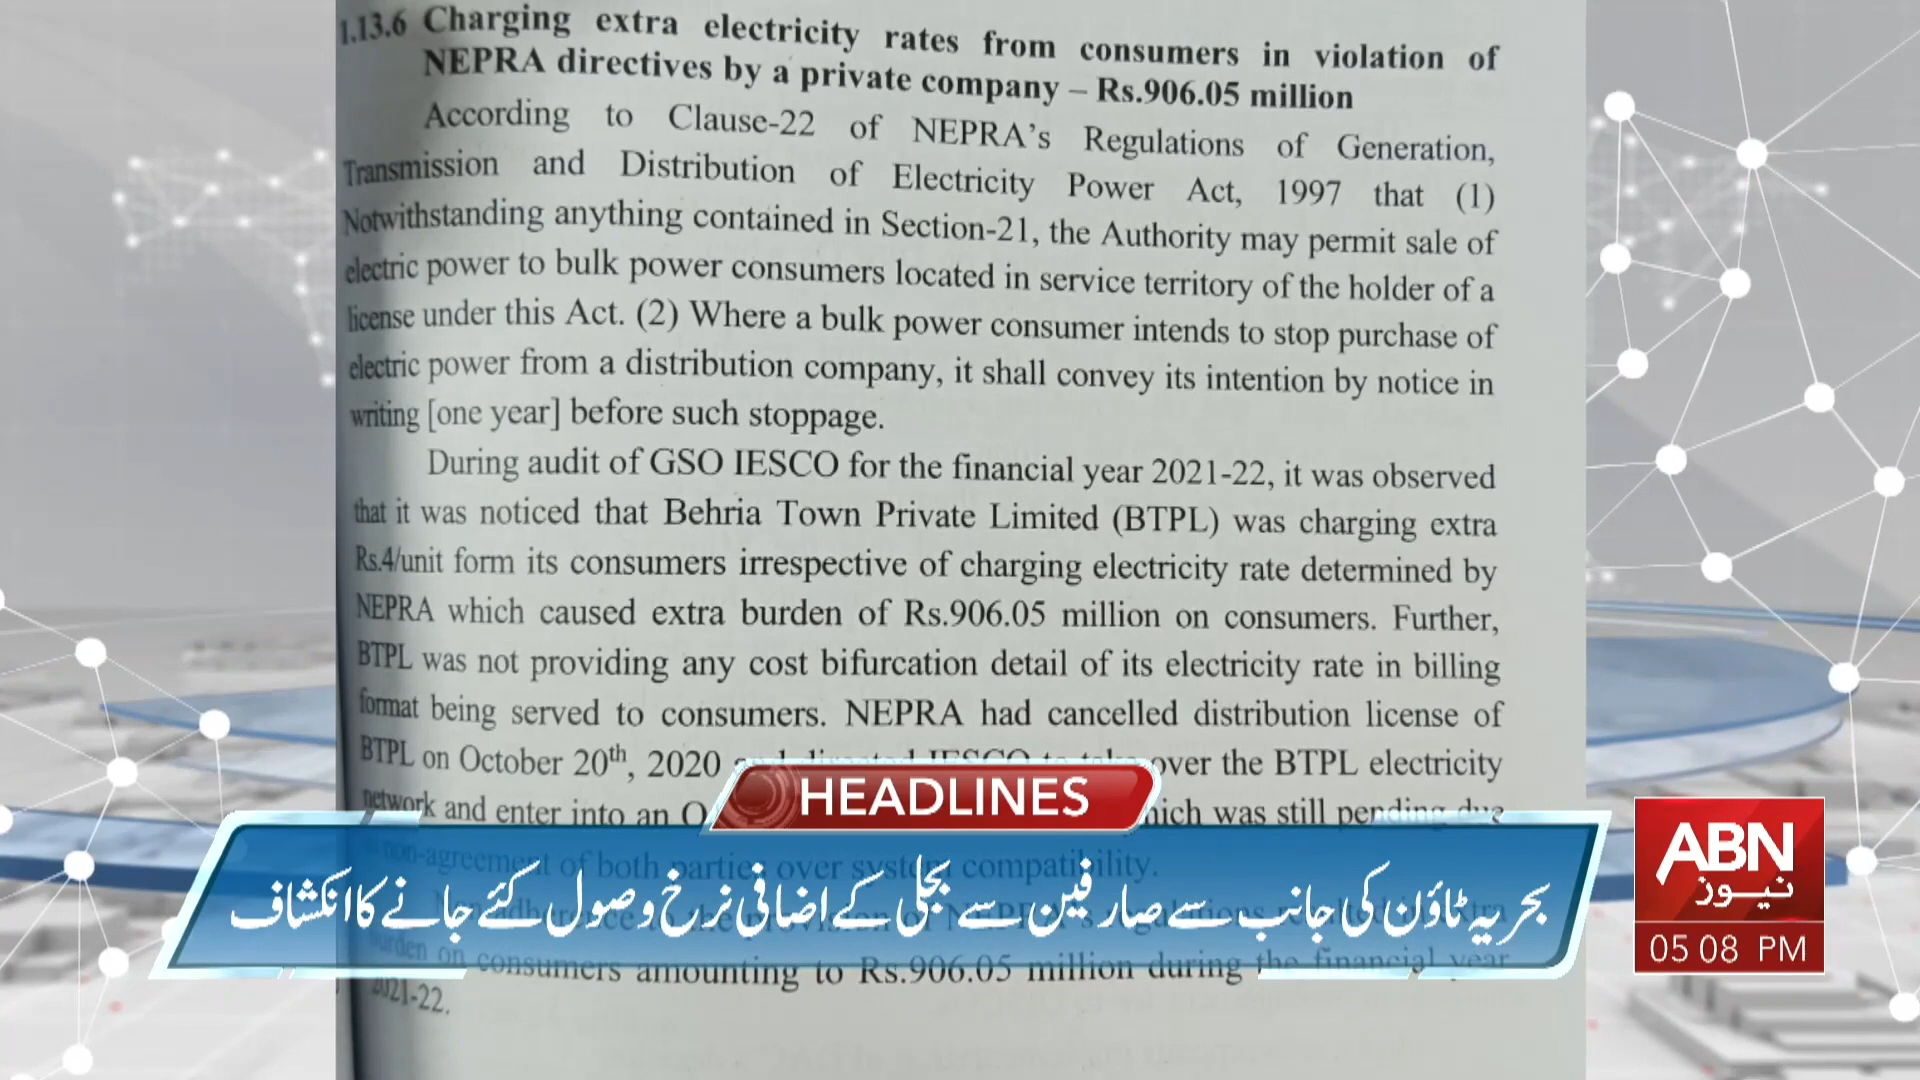 1.13.6 Charging extra electricity rates from consumers in violation of
NEPRA directives by a private company – Rs.906.05 million
According to Clause-22 of NEPRA's Regulations of Generation,
Transmission and Distribution of Electricity Power Act, 1997 that (1)
Notwithstanding anything contained in Section-21, the Authority may permit sale of
electric power to bulk power consumers located in service territory of the holder of a
license under this Act. (2) Where a bulk power consumer intends to stop purchase of
electric power from a distribution company, it shall convey its intention by notice in
writing [one year] before such stoppage.
During audit of GSO IESCO for the financial year 2021-22, it was observed
that it was noticed that Behria Town Private Limited (BTPL) was charging extra
Rs.4/unit form its consumers irrespective of charging electricity rate determined by
NEPRA which caused extra burden of Rs.906.05 million on consumers. Further,
BTPL was not providing any cost bifurcation detail of its electricity rate in billing
format being served to consumers. NEPRA had cancelled distribution license of
BTPL on October 20th, 2020 over the BTPL electricity
network and enter into an which was still pending due
non-agreement of both parties over system compatibility.
burden on consumers amounting to Rs.906.05 million during the financial year
2021-22.
HEADLINES
بحریہ ٹاؤن کی جانب سے صارفین سے بجلی کے اضافی نرخ وصول کئے جانے کا انکشاف
ABN
نیوز
05 08 PM